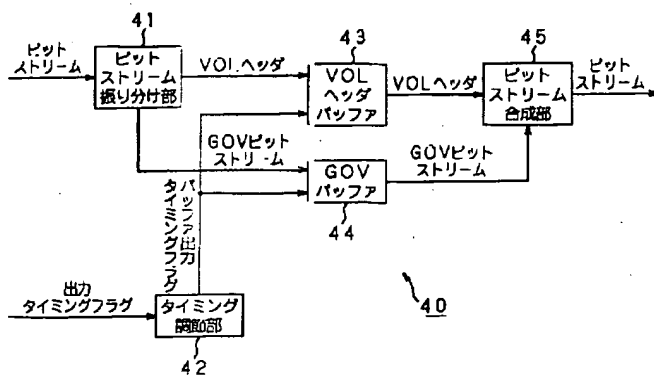 41
ビット
ストリーム
ビット
ストリーム
振り分け部
VOLヘッダ
43
VOL
ヘッダ
バッファ
VOLヘッダ
45
ビット
ストリーム
合成部
ビット
ストリーム
GOVビット
ストリーム
GOV
バッファ
44
GOVビット
ストリーム
バッファ出力
タイミングフラグ
出力
タイミングフラグ
タイミング
調節部
42
40